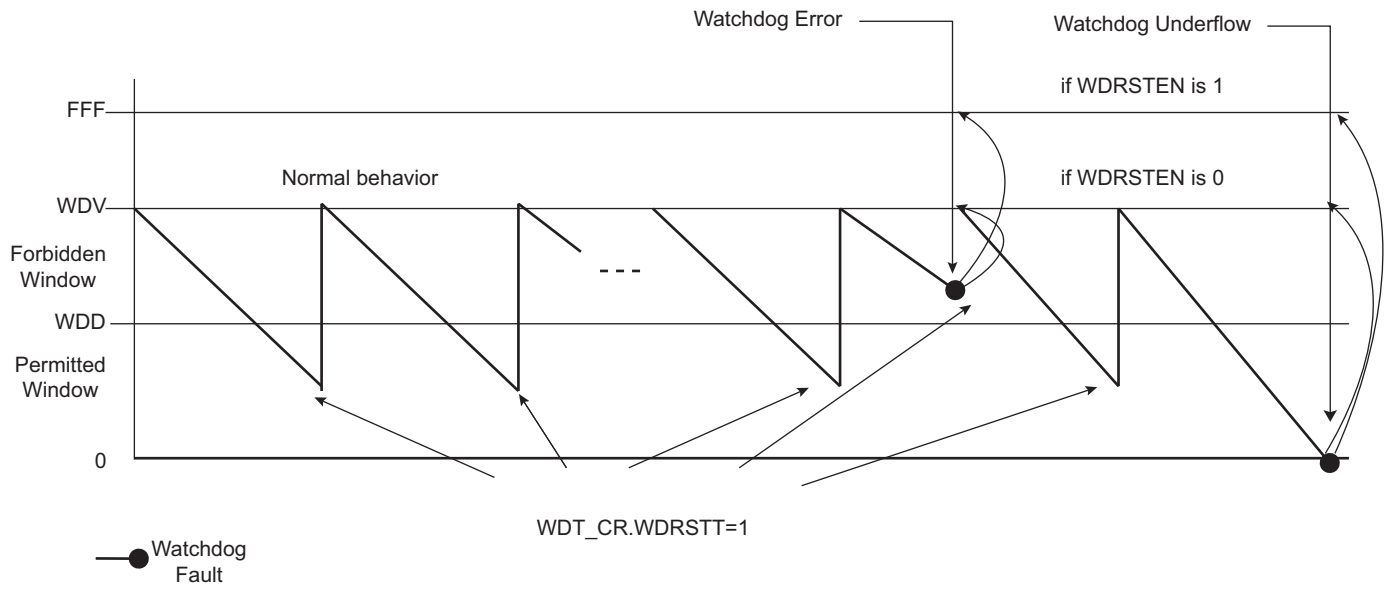 Watchdog Error
Watchdog Underflow
if WDRSTEN is 1
FFF
Normal behavior
if WDRSTEN is 0
WDV
Forbidden
Window
WDD
Permitted
Window
0
WDT_CR.WDRSTT=1
Watchdog
Fault